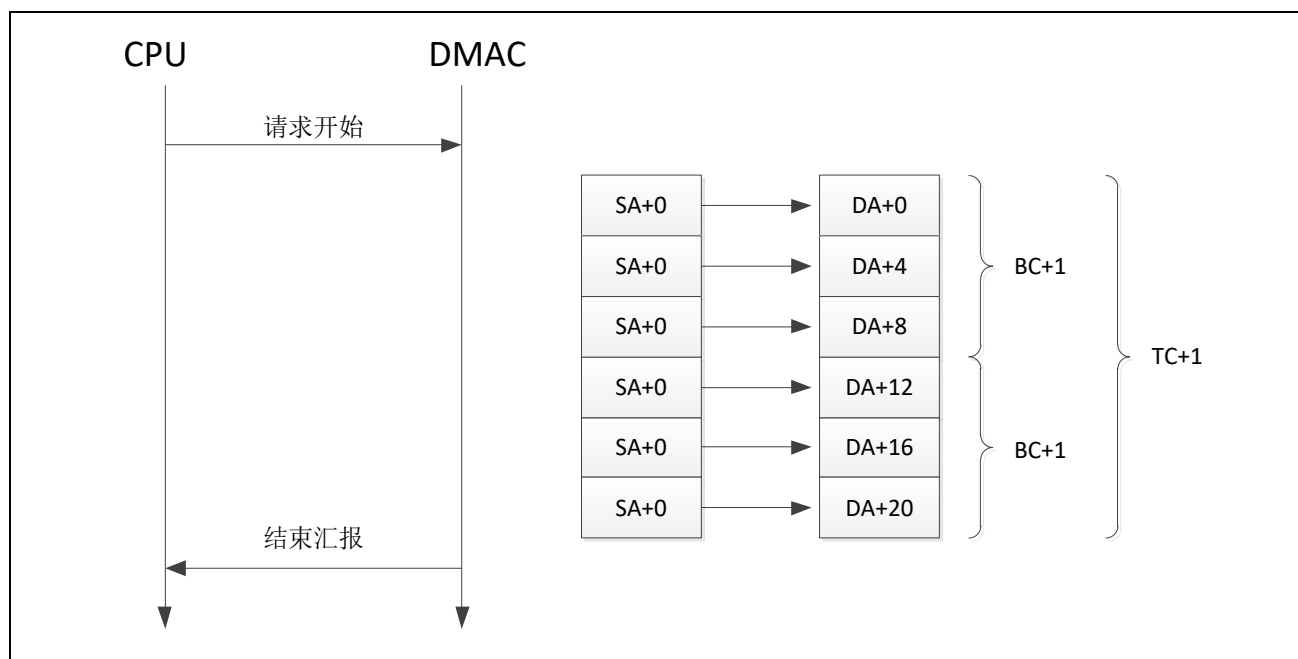 CPU DMAC
请求开始
SA+0 DA+0
SA+0 DA+4 BC+1
SA+0 DA+8
TC+1
SA+0 DA+12
SA+0 DA+16 BC+1
SA+0 DA+20
结束汇报